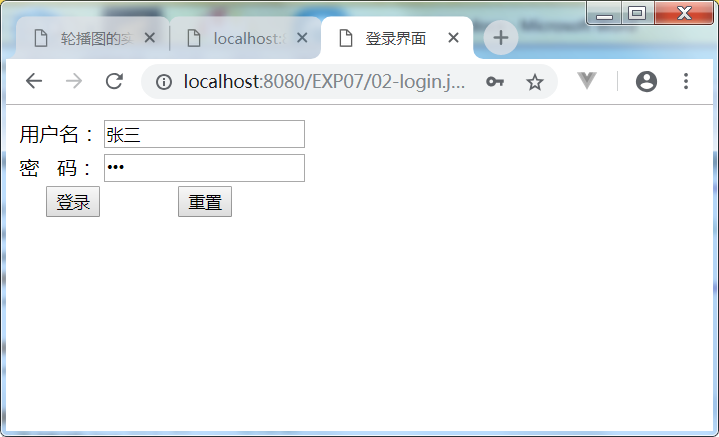 轮播图的实
localhost:8
登录界面
localhost:8080/EXP07/02-login.j...
用户名： 张三
密 码： •••
登录 重置